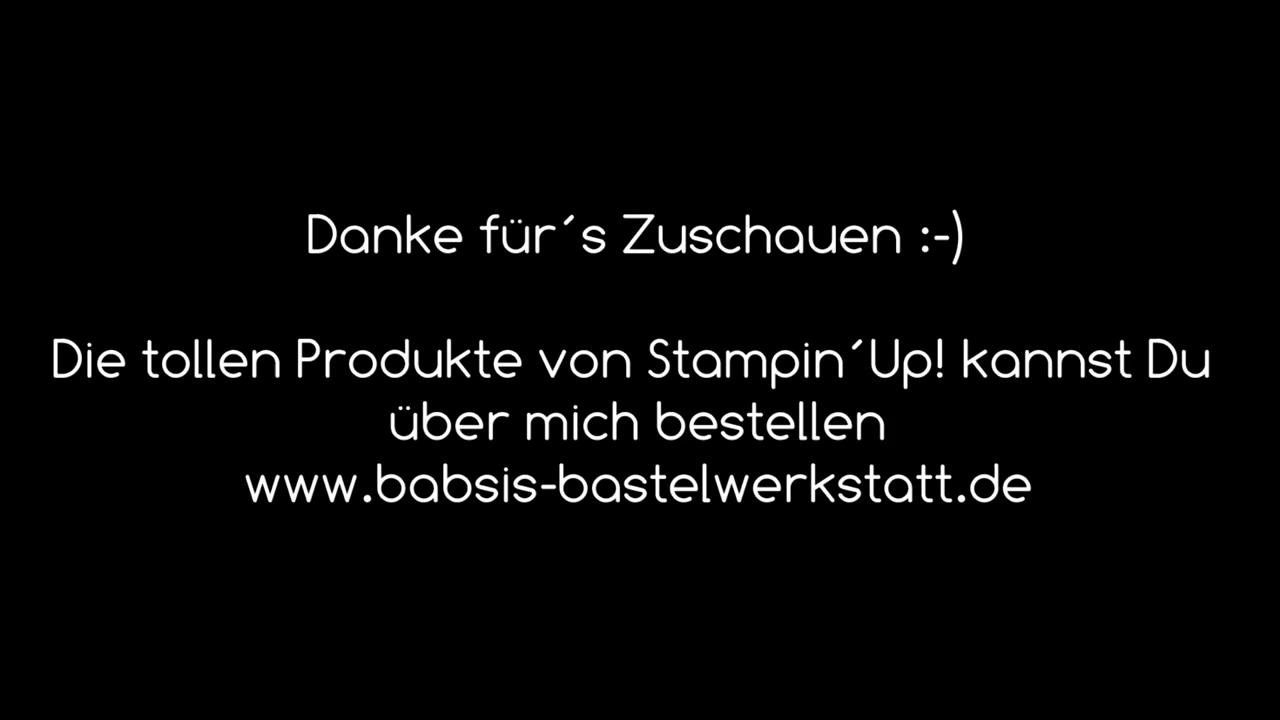 Danke für´s Zuschauen :-)
Die tollen Produkte von Stampin´Up! kannst Du
über mich bestellen
www.babsis-bastelwerkstatt.de